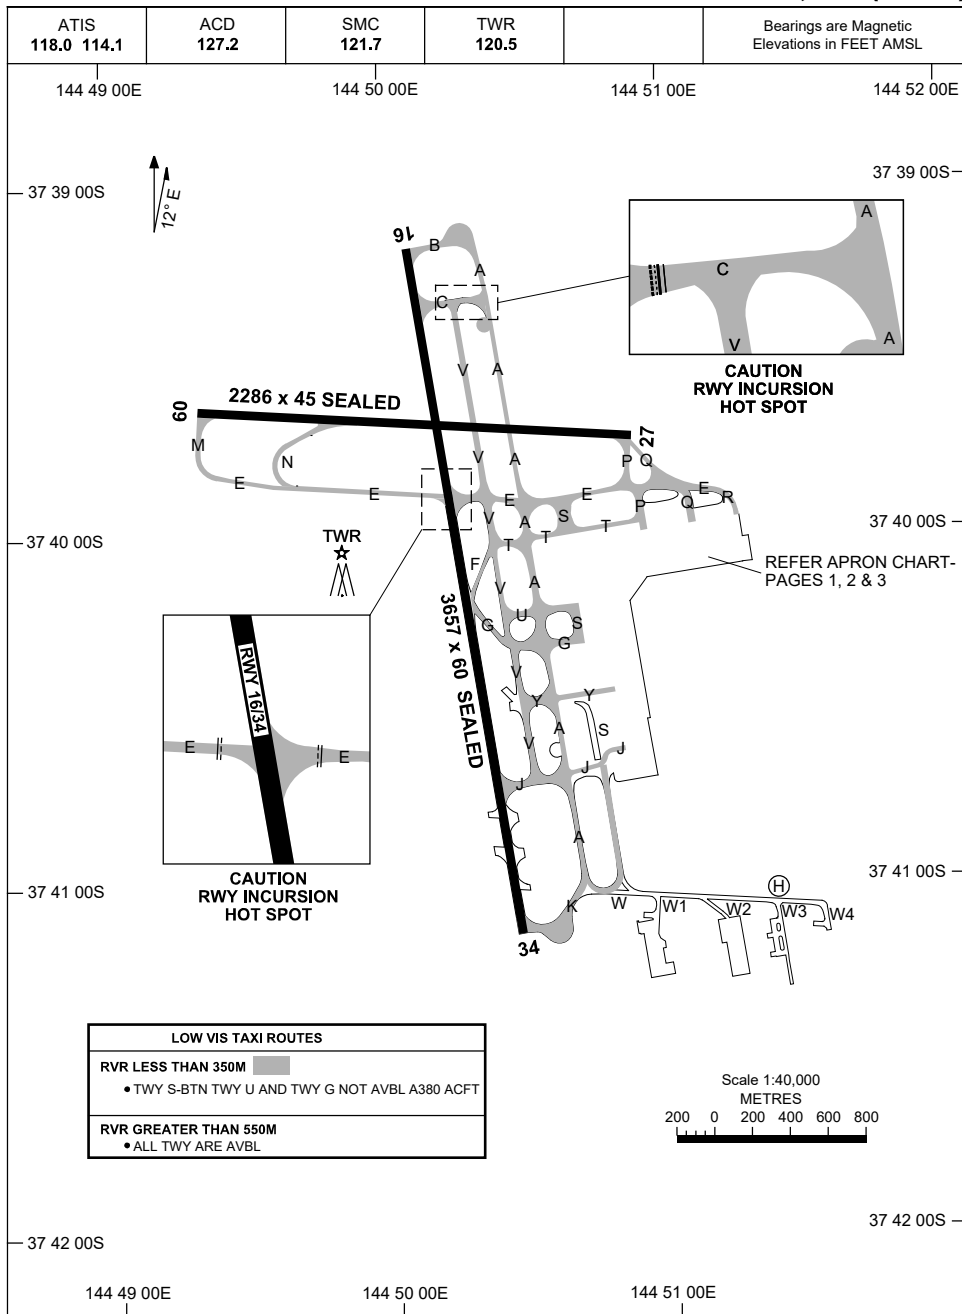 ATIS
118.0 114.1
ACD
127.2
SMC
121.7
TWR
120.5
Bearings are Magnetic
Elevations in FEET AMSL
144 49 00E
144 50 00E
144 51 00E
144 52 00E
37 39 00S
37 39 00S
12° E
16
B
A
C
A
C
V
A
CAUTION
RWY INCURSION
HOT SPOT
V
A
2286 x 45 SEALED
09
27
M
N
E
E
V
A
P
Q
E
E
E
R
P
Q
V
A
S
T
T
T
37 40 00S
37 40 00S
TWR
F
V
A
REFER APRON CHART-
PAGES 1, 2 & 3
U
G
S
G
3657 x 60 SEALED
V
Y
Y
A
S
V
J
J
J
RWY 16/34
E
E
CAUTION
RWY INCURSION
HOT SPOT
A
37 41 00S
37 41 00S
H
K
W
W1
W2
W3
W4
34
LOW VIS TAXI ROUTES
RVR LESS THAN 350M
• TWY S-BTN TWY U AND TWY G NOT AVBL A380 ACFT
RVR GREATER THAN 550M
• ALL TWY ARE AVBL
Scale 1:40,000
METRES
200 0 200 400 600 800
37 42 00S
37 42 00S
144 49 00E
144 50 00E
144 51 00E